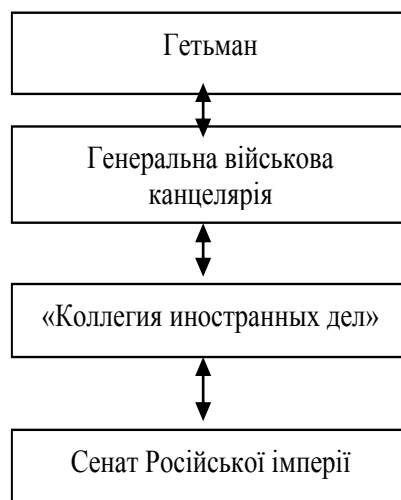 Гетьман
Генеральна військова
канцелярія
«Коллегия иностранных дел»
Сенат Російської імперії